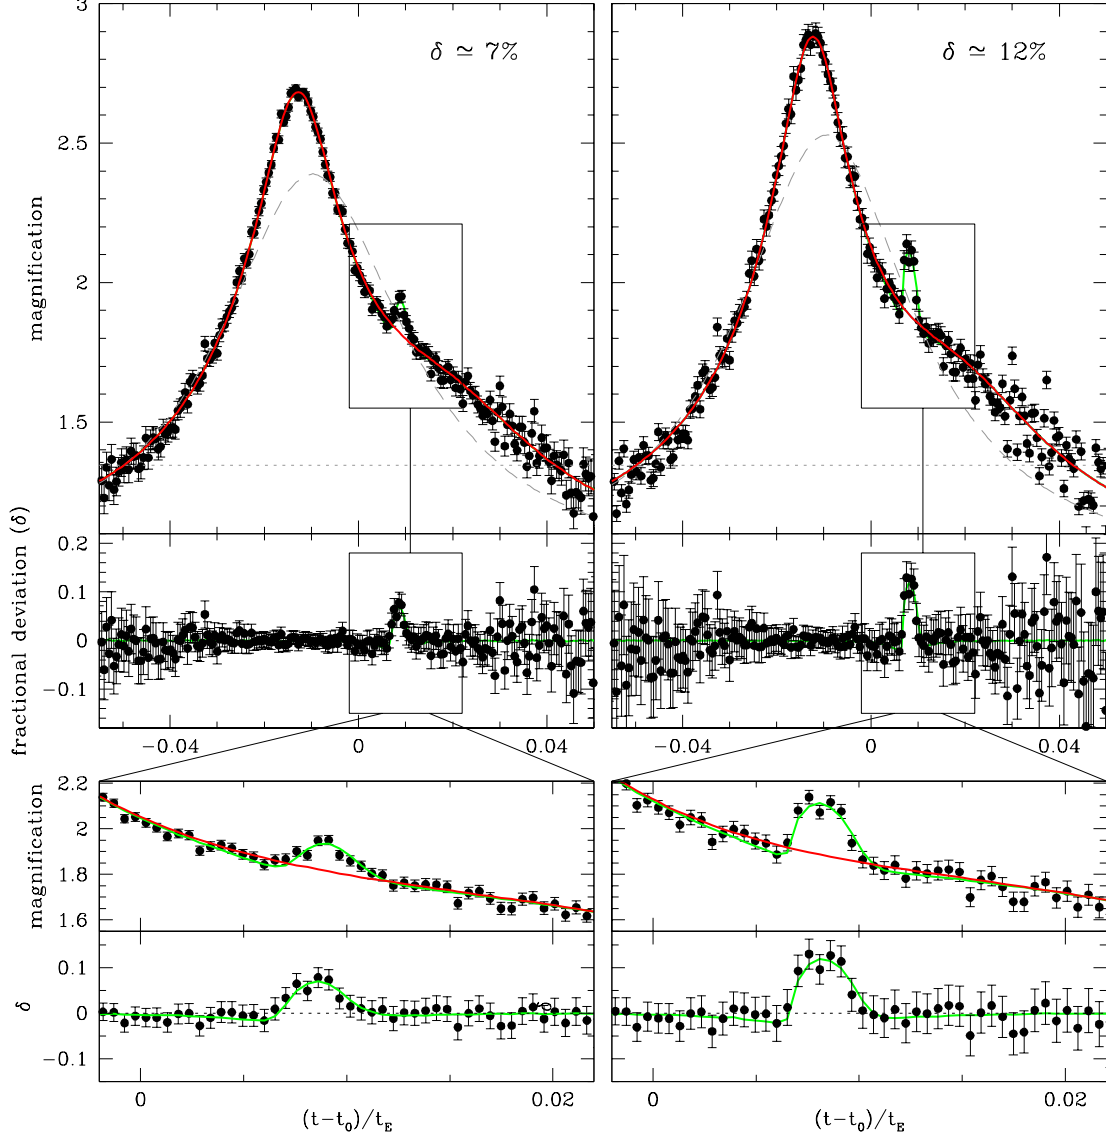 δ ≃ 7%
δ ≃ 12%
3
2.5
2
1.5
magnification
0.2
0.1
0
−0.1
fractional deviation (δ)
−0.04 0 0.04
−0.04 0 0.04
2.2
2
1.8
1.6
magnification
0.1
0
−0.1
δ
0 0.02
0 0.02
(t−t₀)/t_E
(t−t₀)/t_E